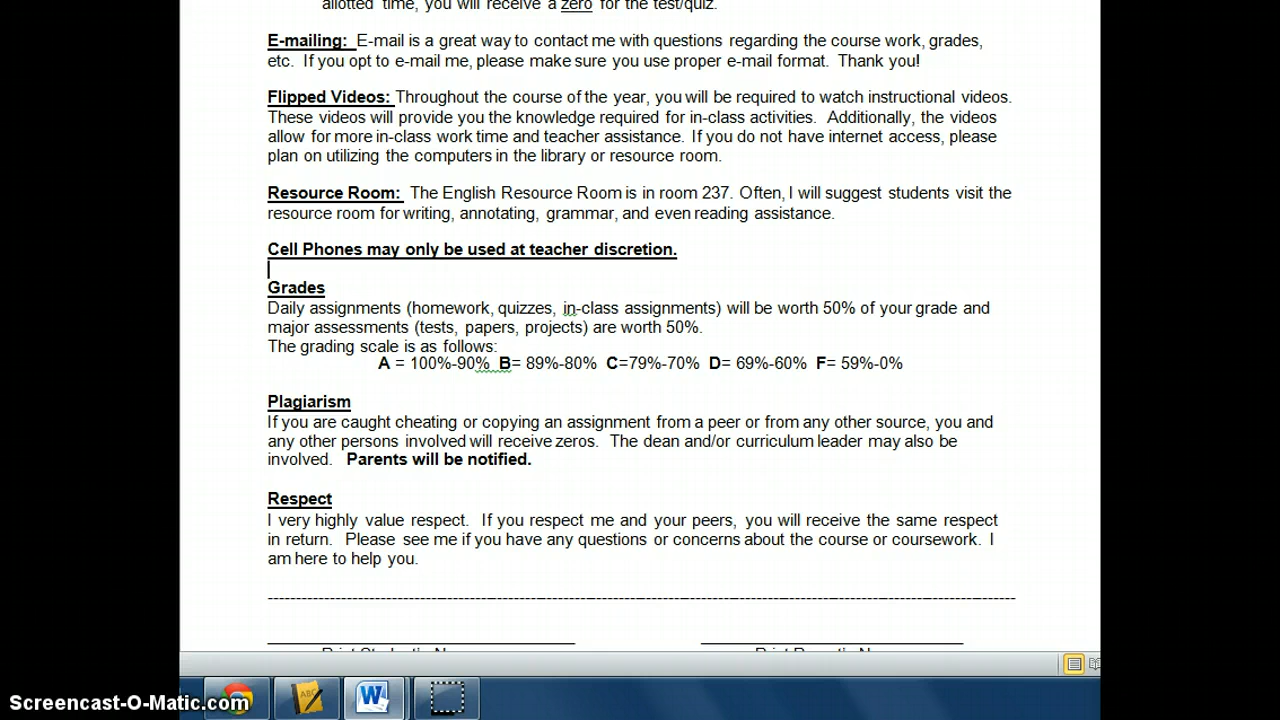 allotted time, you will receive a zero for the test/quiz.
E-mailing: E-mail is a great way to contact me with questions regarding the course work, grades,
etc. If you opt to e-mail me, please make sure you use proper e-mail format. Thank you!
Flipped Videos: Throughout the course of the year, you will be required to watch instructional videos.
These videos will provide you the knowledge required for in-class activities. Additionally, the videos
allow for more in-class work time and teacher assistance. If you do not have internet access, please
plan on utilizing the computers in the library or resource room.
Resource Room: The English Resource Room is in room 237. Often, I will suggest students visit the
resource room for writing, annotating, grammar, and even reading assistance.
Cell Phones may only be used at teacher discretion.
Grades
Daily assignments (homework, quizzes, in-class assignments) will be worth 50% of your grade and
major assessments (tests, papers, projects) are worth 50%.
The grading scale is as follows:
A = 100%-90% B= 89%-80% C=79%-70% D= 69%-60% F= 59%-0%
Plagiarism
If you are caught cheating or copying an assignment from a peer or from any other source, you and
any other persons involved will receive zeros. The dean and/or curriculum leader may also be
involved. Parents will be notified.
Respect
I very highly value respect. If you respect me and your peers, you will receive the same respect
in return. Please see me if you have any questions or concerns about the course or coursework. I
am here to help you.
ABC
W
Screencast-O-Matic.com